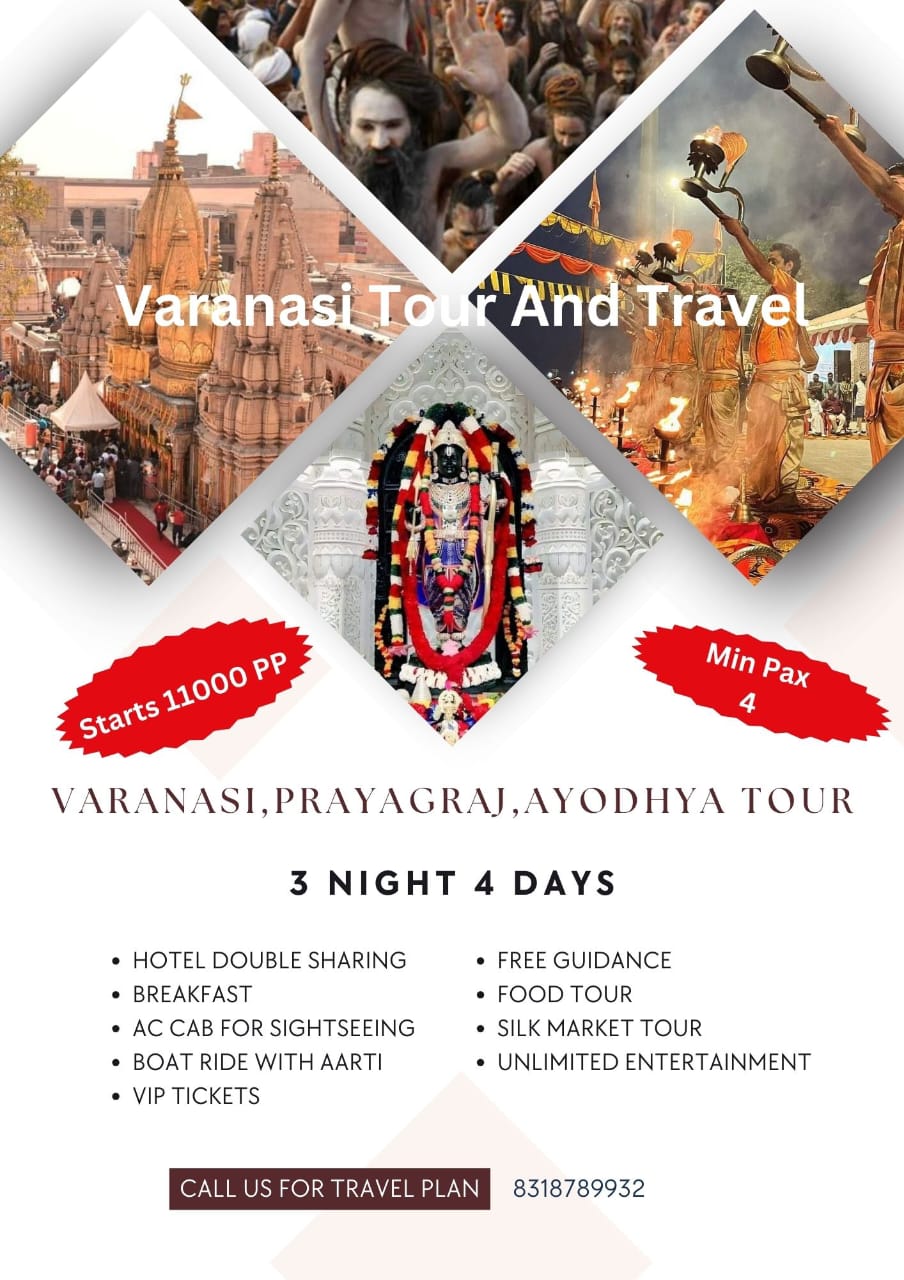 Varanasi Tour And Travel
Starts 11000 PP
Min Pax
4
VARANASI,PRAYAGRAJ,AYODHYA TOUR
3 NIGHT 4 DAYS
• HOTEL DOUBLE SHARING
• BREAKFAST
• AC CAB FOR SIGHTSEEING
• BOAT RIDE WITH AARTI
• VIP TICKETS
• FREE GUIDANCE
• FOOD TOUR
• SILK MARKET TOUR
• UNLIMITED ENTERTAINMENT
CALL US FOR TRAVEL PLAN
8318789932